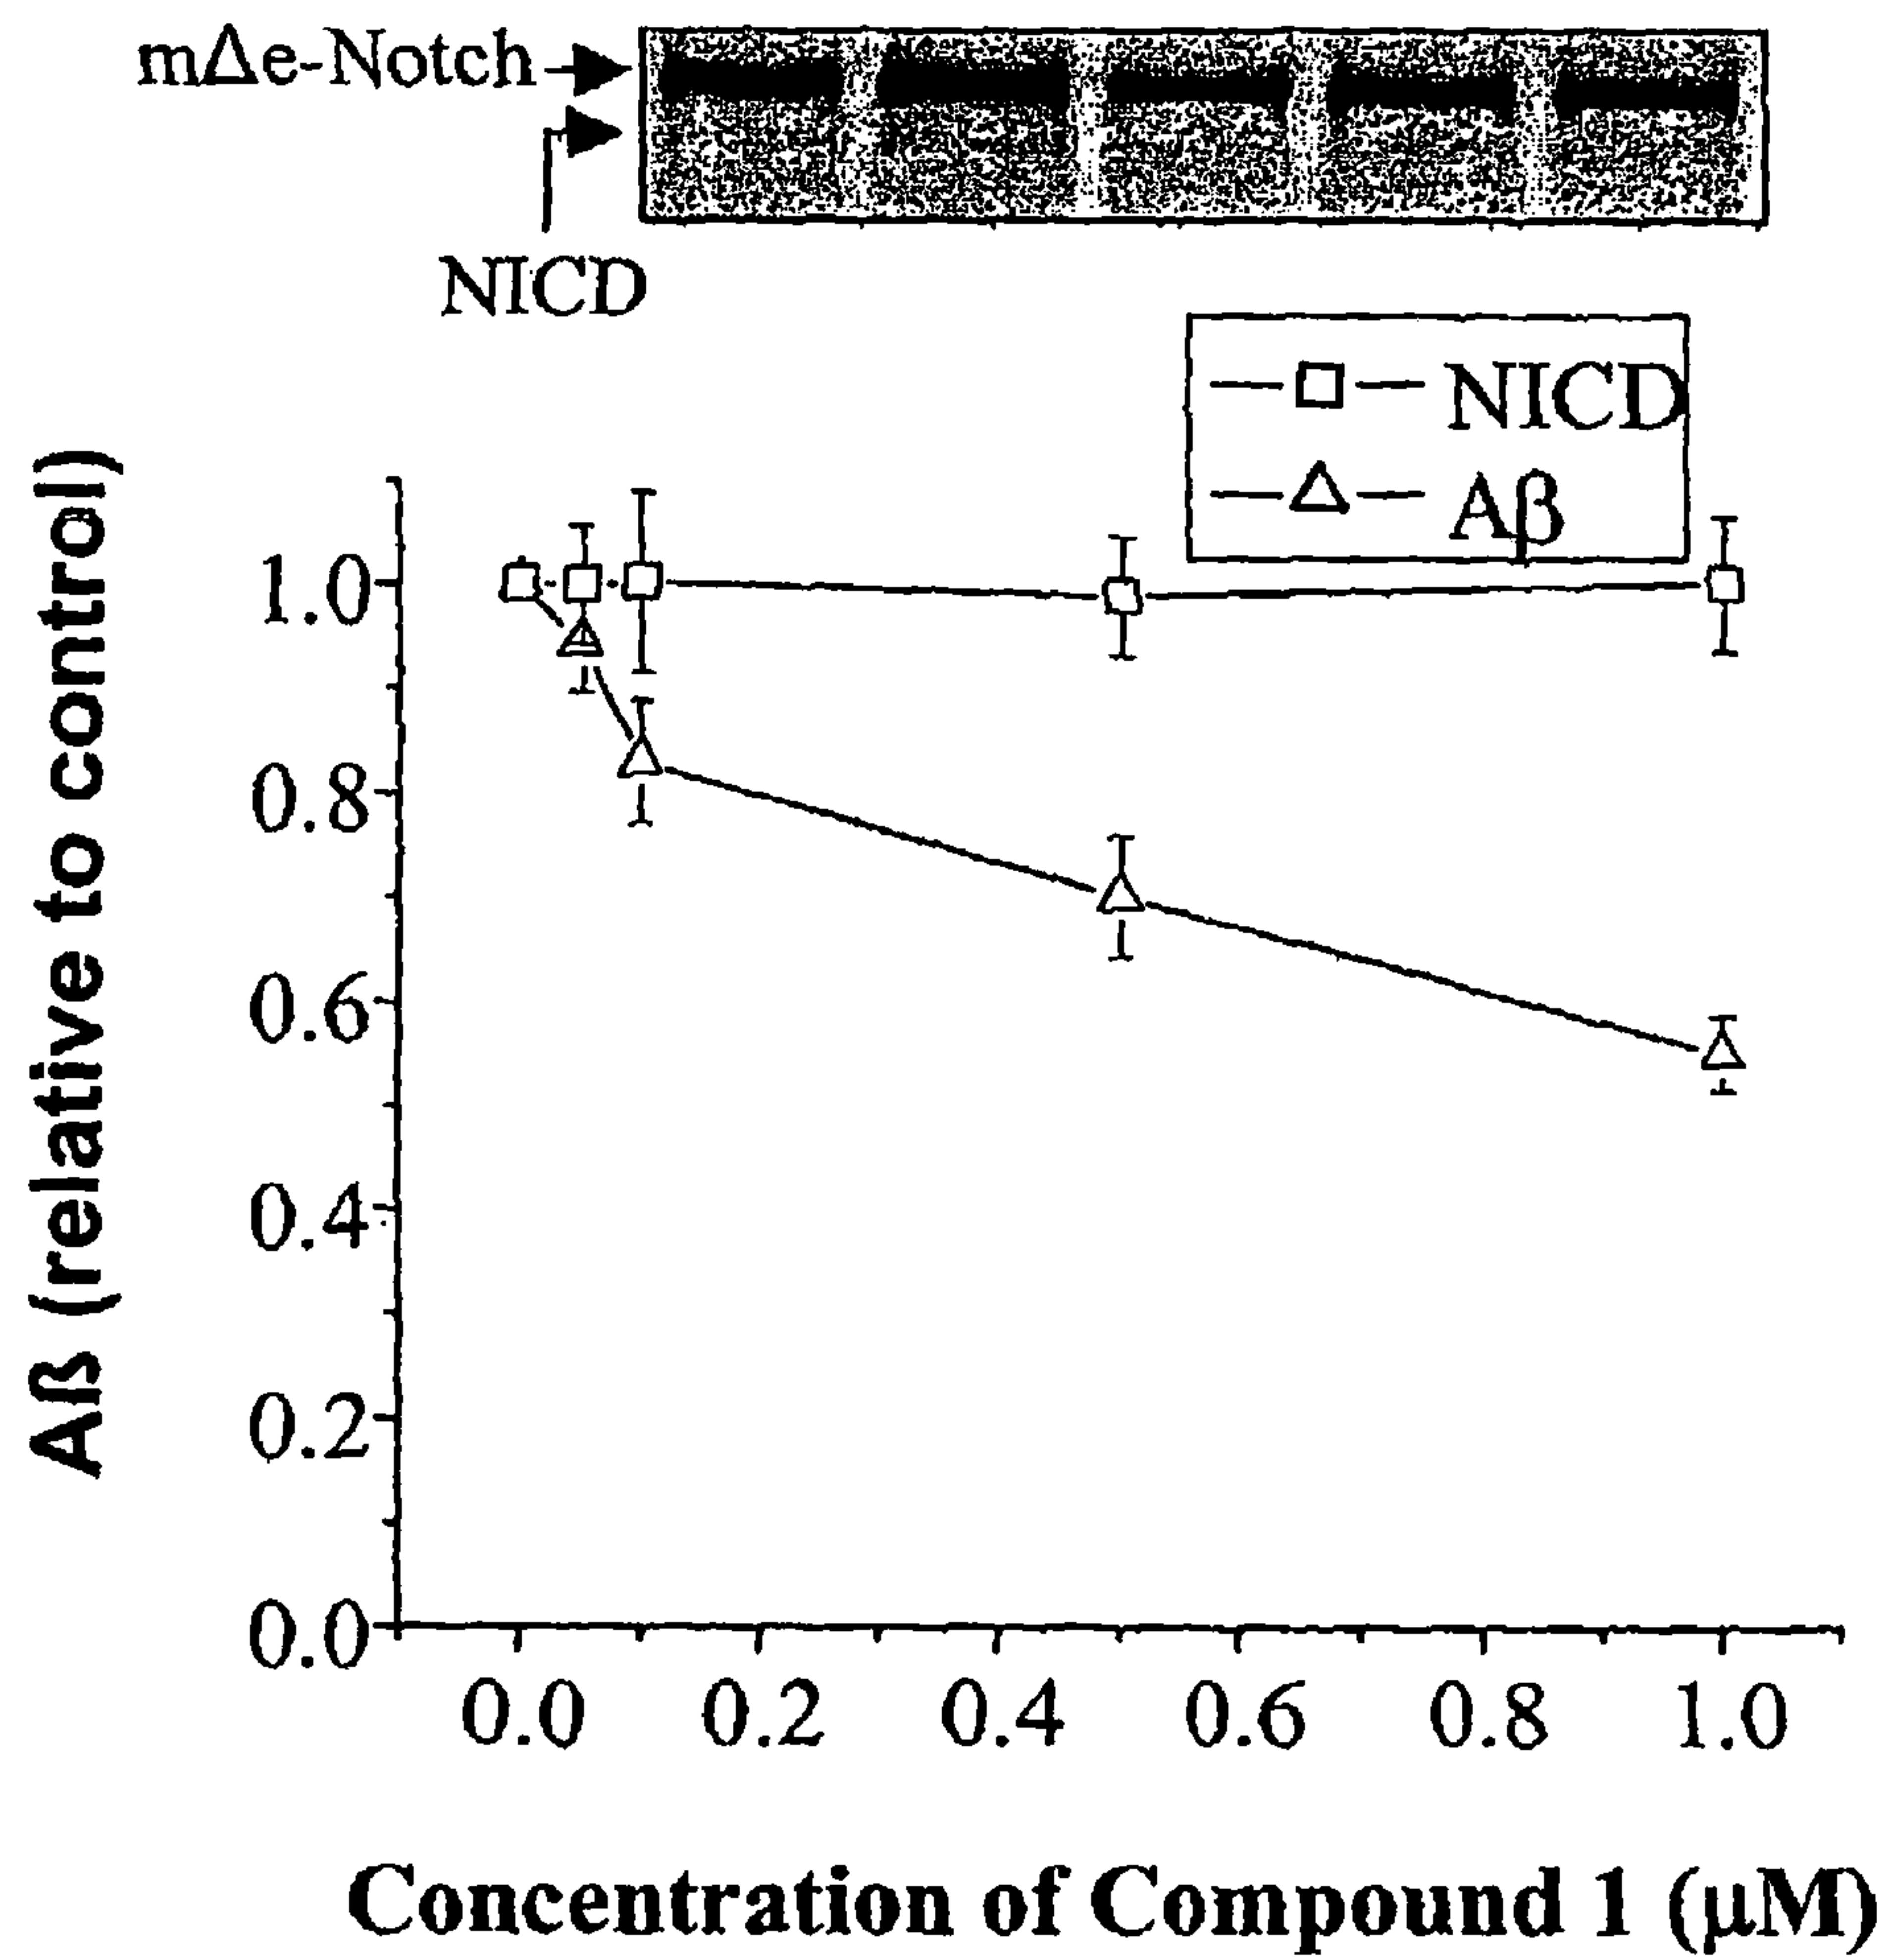 mΔe-Notch
NICD
NICD
Aβ
Aß (relative to control)
1.0
0.8
0.6
0.4
0.2
0.0
0.0 0.2 0.4 0.6 0.8 1.0
Concentration of Compound 1 (μM)